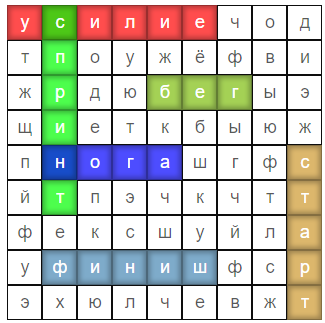 у с и л и е ч о д
т п о у ж ё ф в и
ж р д ю б е г ы э
щ и е т к б ы ю ж
п н о г а ш г ф с
й т п э ч к ч т т
ф е к с ш у й л а
у ф и н и ш ф с р
э х ю л ч е в ж т